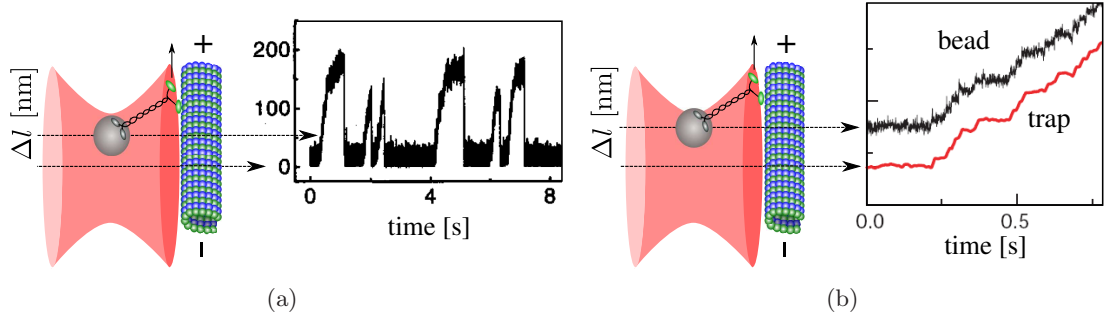 Δl [nm]
+
-
200
100
0
0
4
8
time [s]
(a)
Δl [nm]
+
-
bead
trap
0.0
0.5
time [s]
(b)